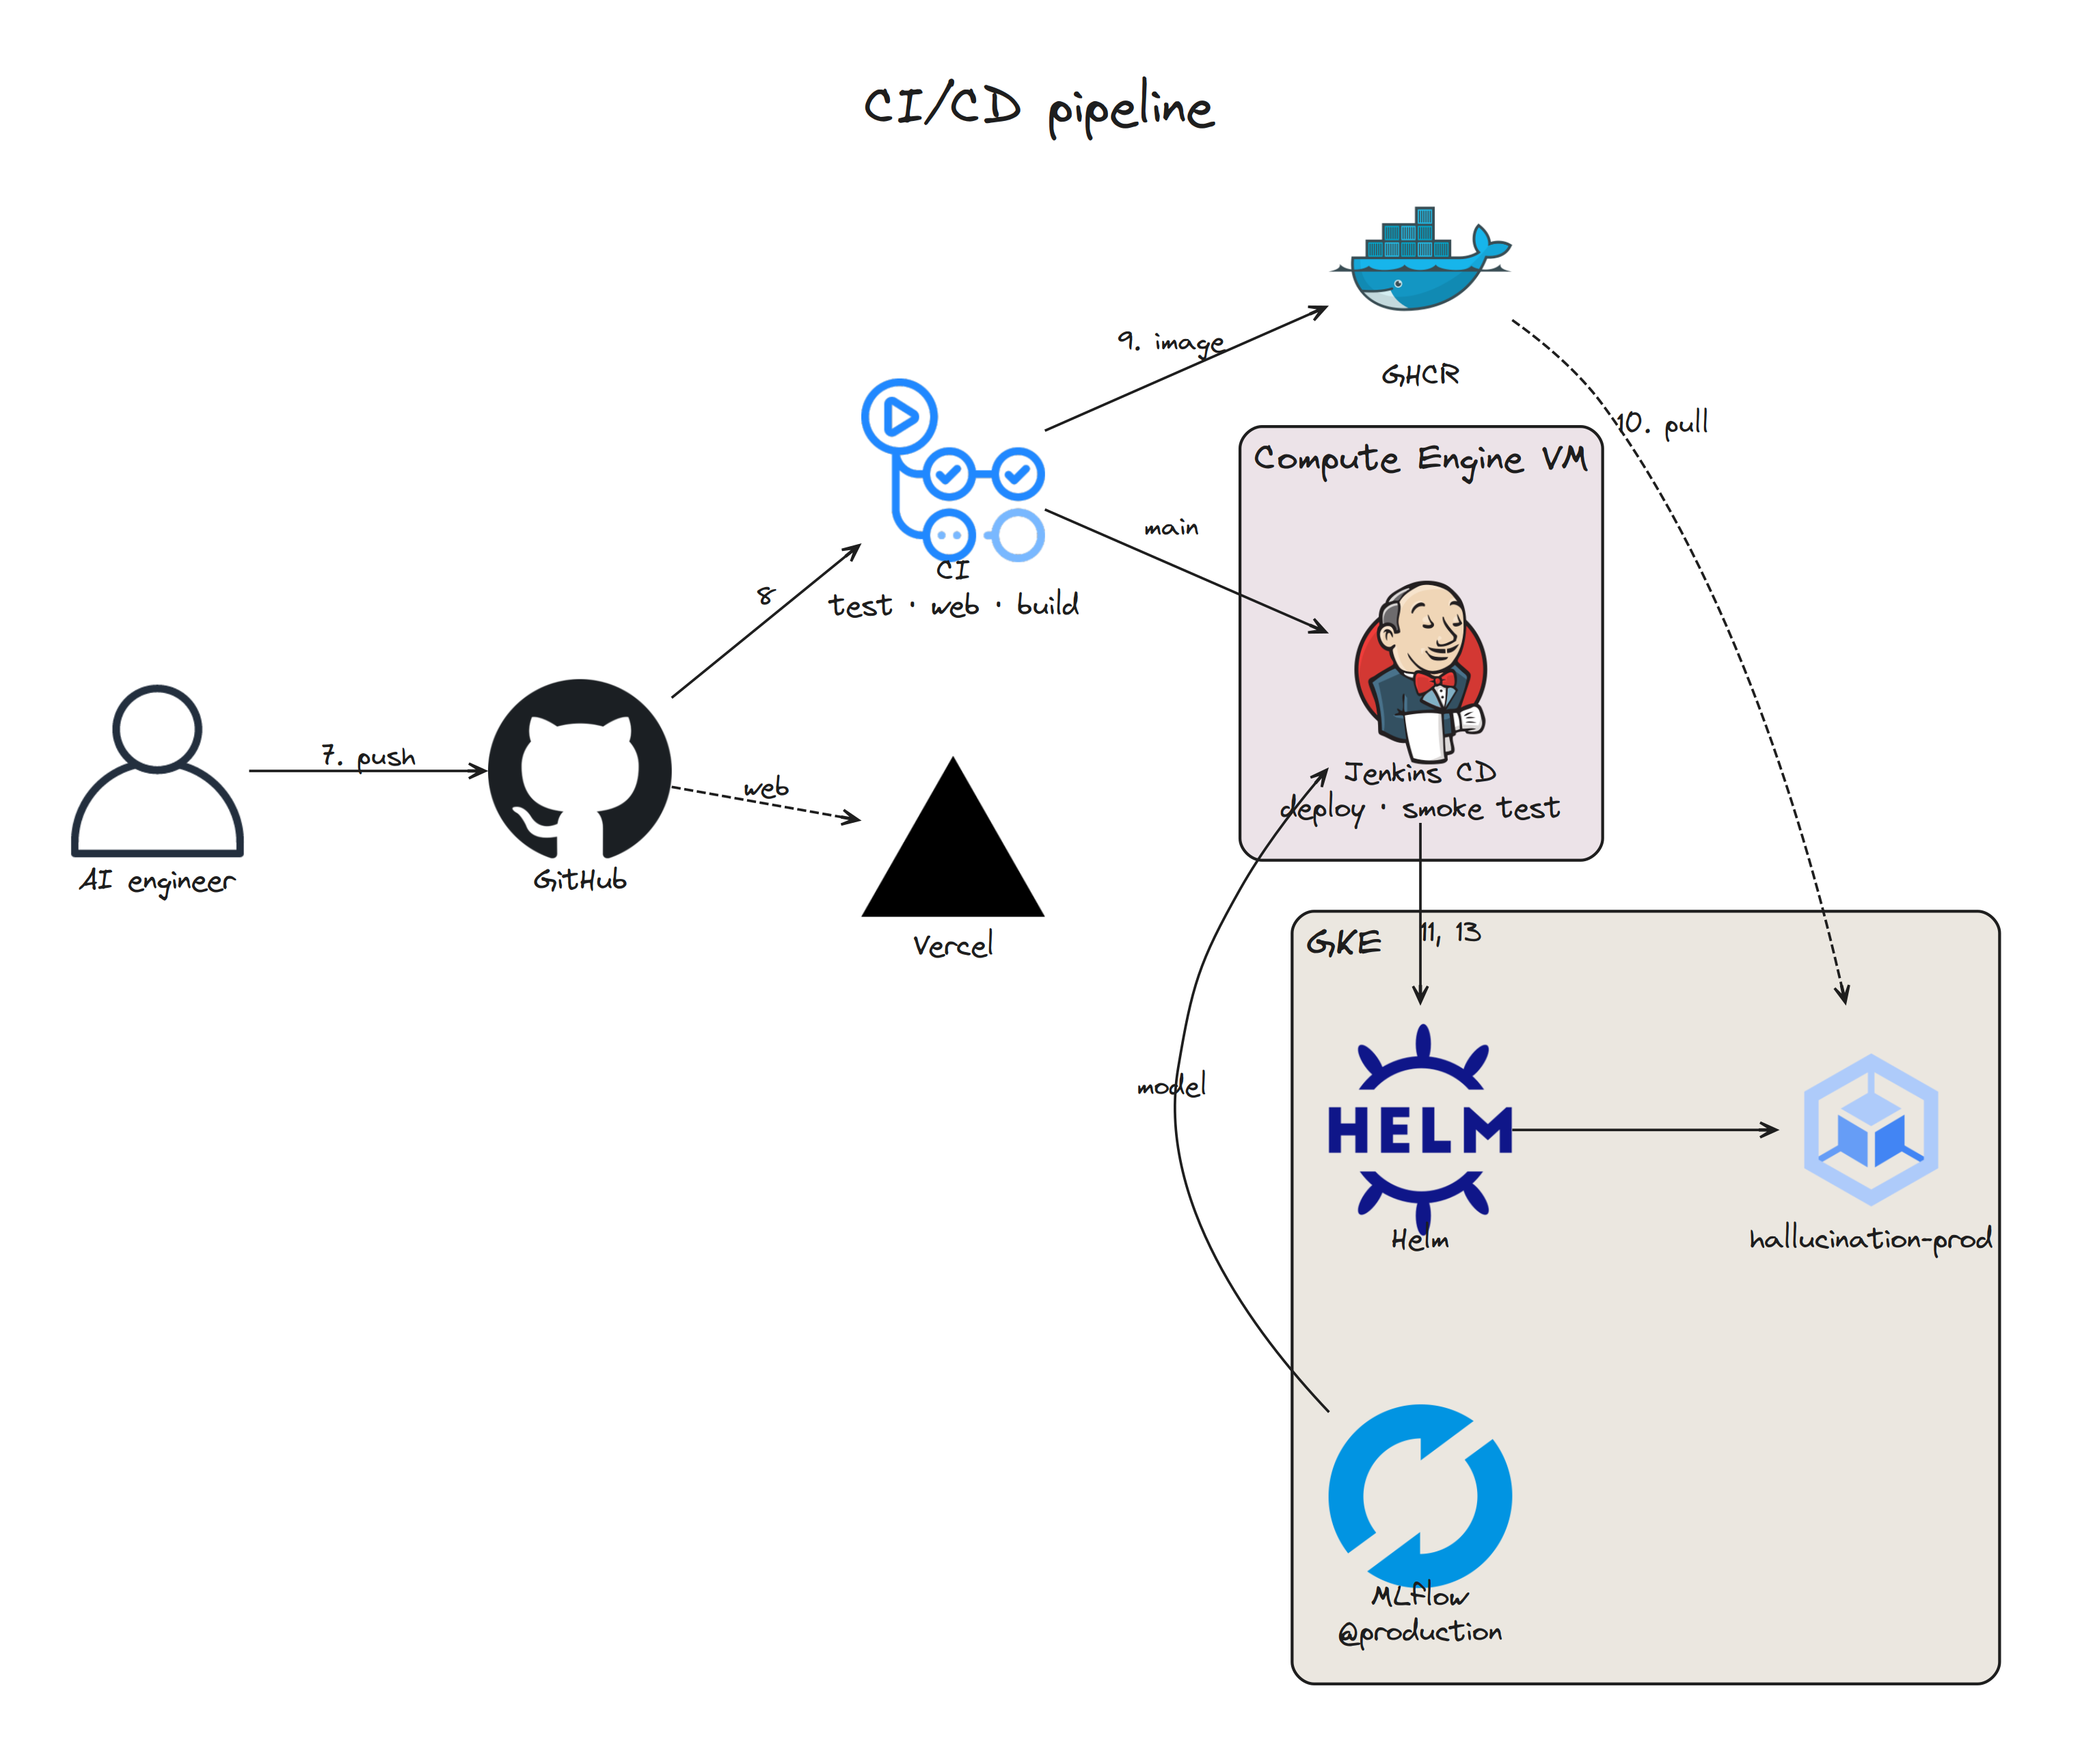 CI/CD pipeline
GHCR
9. image
10. pull
Compute Engine VM
main
CI
test · web · build
8
7. push
web
Jenkins CD
deploy · smoke test
AI engineer
GitHub
Vercel
GKE
11, 13
model
HELM
Helm
hallucination-prod
MLflow
@production